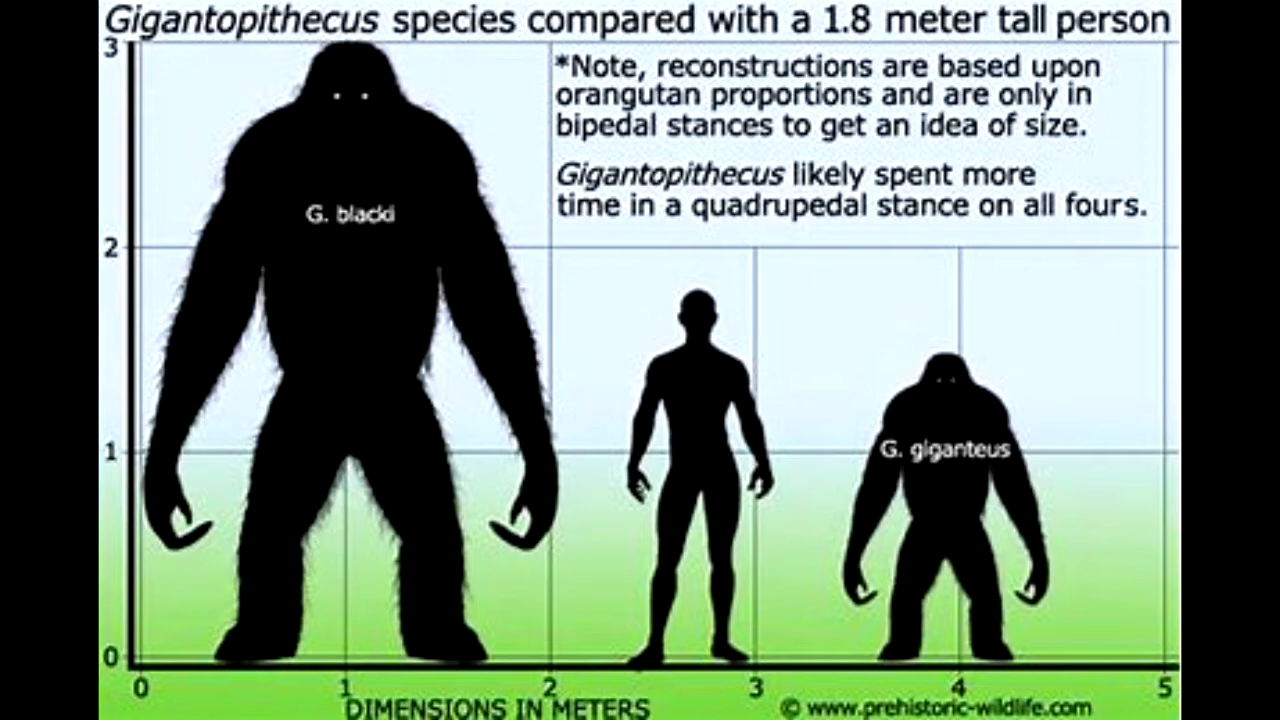 Gigantopithecus species compared with a 1.8 meter tall person
3
*Note, reconstructions are based upon
orangutan proportions and are only in
bipedal stances to get an idea of size.
Gigantopithecus likely spent more
time in a quadrupedal stance on all fours.
G. blacki
2
1
G. giganteus
0
0 1 2 3 4 5
DIMENSIONS IN METERS
© www.prehistoric-wildlife.com